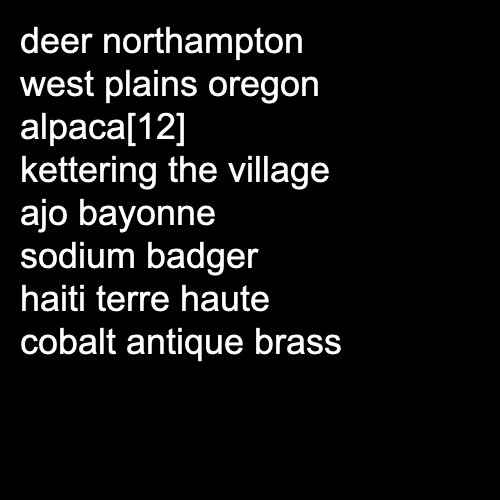 deer northampton
west plains oregon
alpaca[12]
kettering the village
ajo bayonne
sodium badger
haiti terre haute
cobalt antique brass